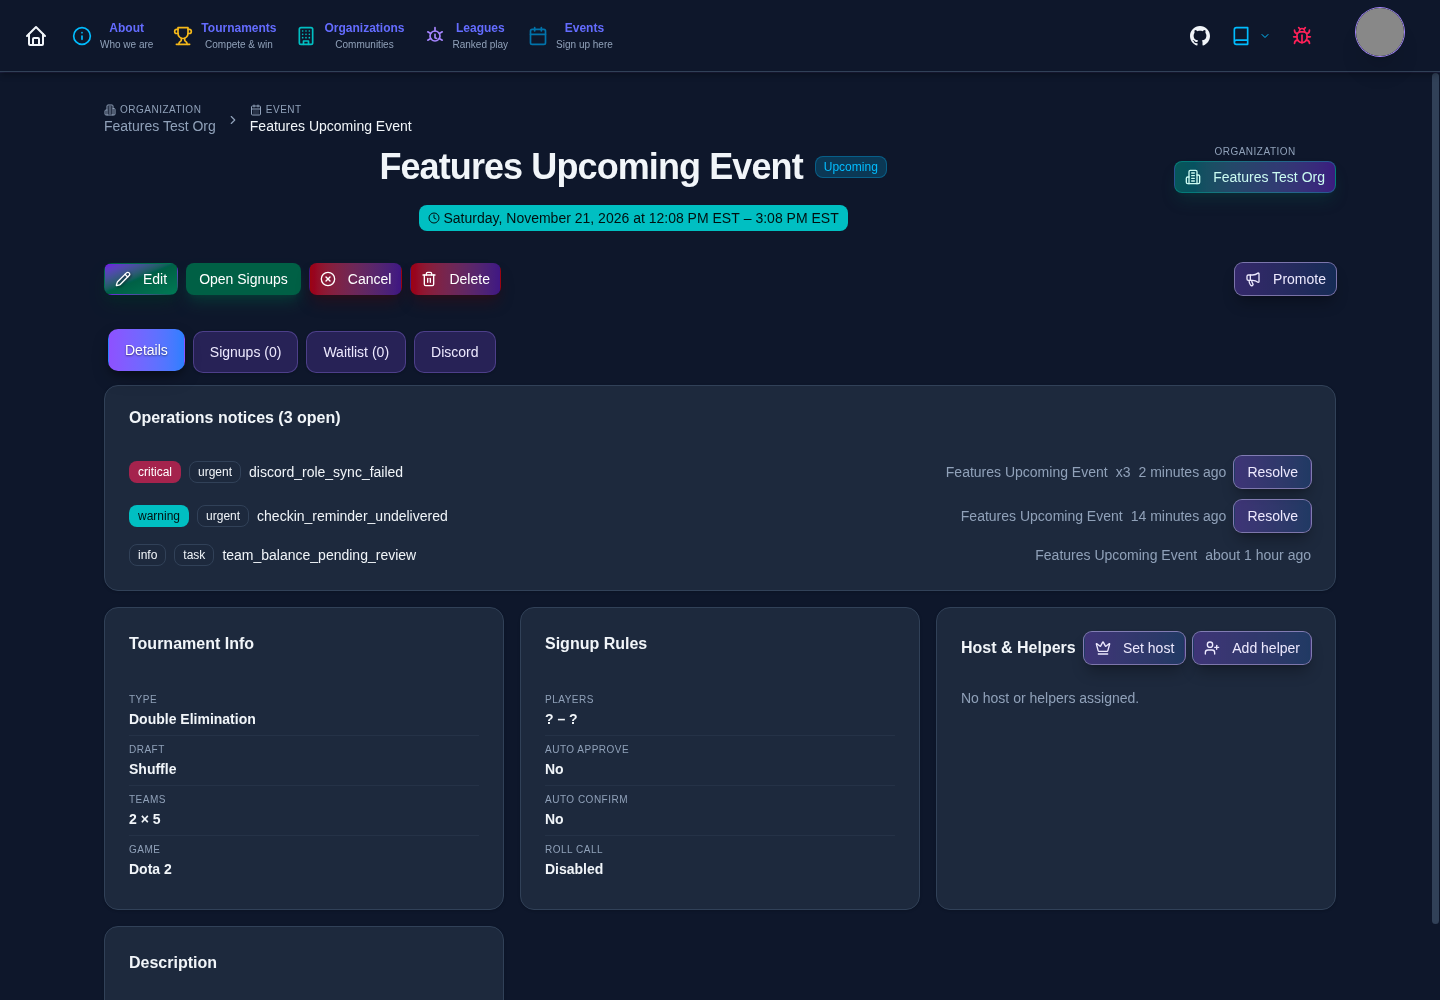 About
Who we are
Tournaments
Compete & win
Organizations
Communities
Leagues
Ranked play
Events
Sign up here
ORGANIZATION
Features Test Org
EVENT
Features Upcoming Event
Features Upcoming Event
Upcoming
ORGANIZATION
Features Test Org
Saturday, November 21, 2026 at 12:08 PM EST – 3:08 PM EST
Edit
Open Signups
Cancel
Delete
Promote
Details
Signups (0)
Waitlist (0)
Discord
Operations notices (3 open)
critical urgent discord_role_sync_failed
Features Upcoming Event x3 2 minutes ago Resolve
warning urgent checkin_reminder_undelivered
Features Upcoming Event 14 minutes ago Resolve
info task team_balance_pending_review
Features Upcoming Event about 1 hour ago
Tournament Info
TYPE
Double Elimination
DRAFT
Shuffle
TEAMS
2 × 5
GAME
Dota 2
Signup Rules
PLAYERS
? – ?
AUTO APPROVE
No
AUTO CONFIRM
No
ROLL CALL
Disabled
Host & Helpers
Set host
Add helper
No host or helpers assigned.
Description